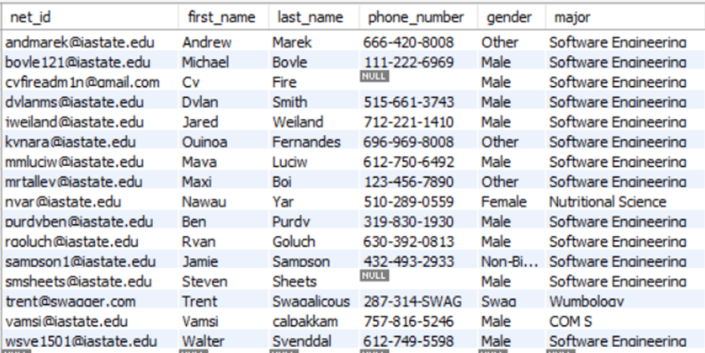 net_id first_name last_name phone_number gender major
andmarek@iastate.edu Andrew Marek 666-420-8008 Other Software Engineering
boyle121@iastate.edu Michael Boyle 111-222-6969 Male Software Engineering
cvfireadm1n@gmail.com Cy Fire NULL Male Software Engineering
dylanms@iastate.edu Dylan Smith 515-661-3743 Male Software Engineering
jweiland@iastate.edu Jared Weiland 712-221-1410 Male Software Engineering
kynara@iastate.edu Quinoa Fernandes 696-969-8008 Other Software Engineering
mmluciw@iastate.edu Maya Luciw 612-750-6492 Male Software Engineering
mrtalley@iastate.edu Maxi Boi 123-456-7890 Other Software Engineering
nyar@iastate.edu Nawau Yar 510-289-0559 Female Nutritional Science
purdyben@iastate.edu Ben Purdy 319-830-1930 Male Software Engineering
rgoluch@iastate.edu Ryan Goluch 630-392-0813 Male Software Engineering
sampson1@iastate.edu Jamie Sampson 432-493-2933 Non-Bi... Software Engineering
smsheets@iastate.edu Steven Sheets NULL Male Software Engineering
trent@swagger.com Trent Swagalicous 287-314-SWAG Swag Wumbology
vamsi@iastate.edu Vamsi calpakkam 757-816-5246 Male COM S
wsve1501@iastate.edu Walter Svenddal 612-749-5598 Male Software Engineering